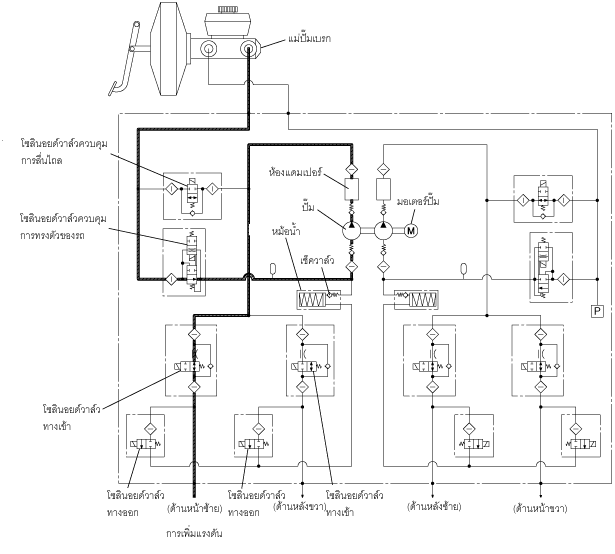 แม่ปั๊มเบรก
โซลินอยด์วาล์วควบคุม
การลื่นไถล
ห้องแดมเปอร์
ปั๊ม
มอเตอร์ปั๊ม
M
โซลินอยด์วาล์วควบคุม
การทรงตัวของรถ
หม้อน้ำ
เช็ควาล์ว
P
โซลินอยด์วาล์ว
ทางเข้า
โซลินอยด์วาล์ว
ทางออก
(ด้านหน้าซ้าย)
โซลินอยด์วาล์ว
ทางออก
(ด้านหลังขวา)
โซลินอยด์วาล์ว
ทางเข้า
(ด้านหลังซ้าย)
(ด้านหน้าขวา)
การเพิ่มแรงดัน